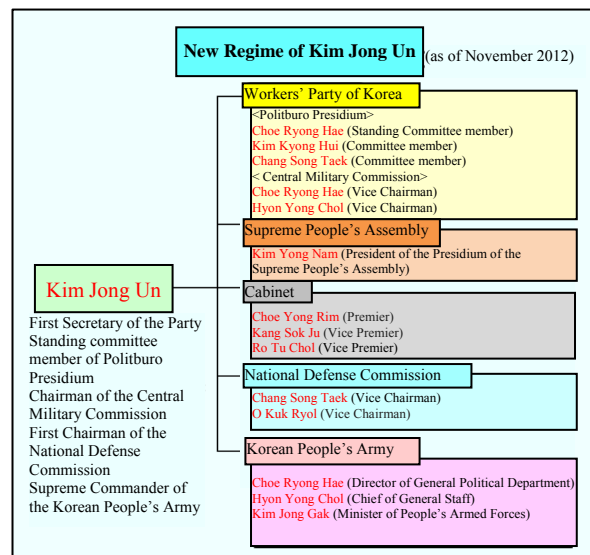 New Regime of Kim Jong Un
(as of November 2012)
Workers' Party of Korea
<Politburo Presidium>
Choe Ryong Hae (Standing Committee member)
Kim Kyong Hui (Committee member)
Chang Song Taek (Committee member)
< Central Military Commission>
Choe Ryong Hae (Vice Chairman)
Hyon Yong Chol (Vice Chairman)
Supreme People's Assembly
Kim Yong Nam (President of the Presidium of the
Supreme People's Assembly)
Kim Jong Un
First Secretary of the Party
Standing committee
member of Politburo
Presidium
Chairman of the Central
Military Commission
First Chairman of the
National Defense
Commission
Supreme Commander of
the Korean People's Army
Cabinet
Choe Yong Rim (Premier)
Kang Sok Ju (Vice Premier)
Ro Tu Chol (Vice Premier)
National Defense Commission
Chang Song Taek (Vice Chairman)
O Kuk Ryol (Vice Chairman)
Korean People's Army
Choe Ryong Hae (Director of General Political Department)
Hyon Yong Chol (Chief of General Staff)
Kim Jong Gak (Minister of People's Armed Forces)